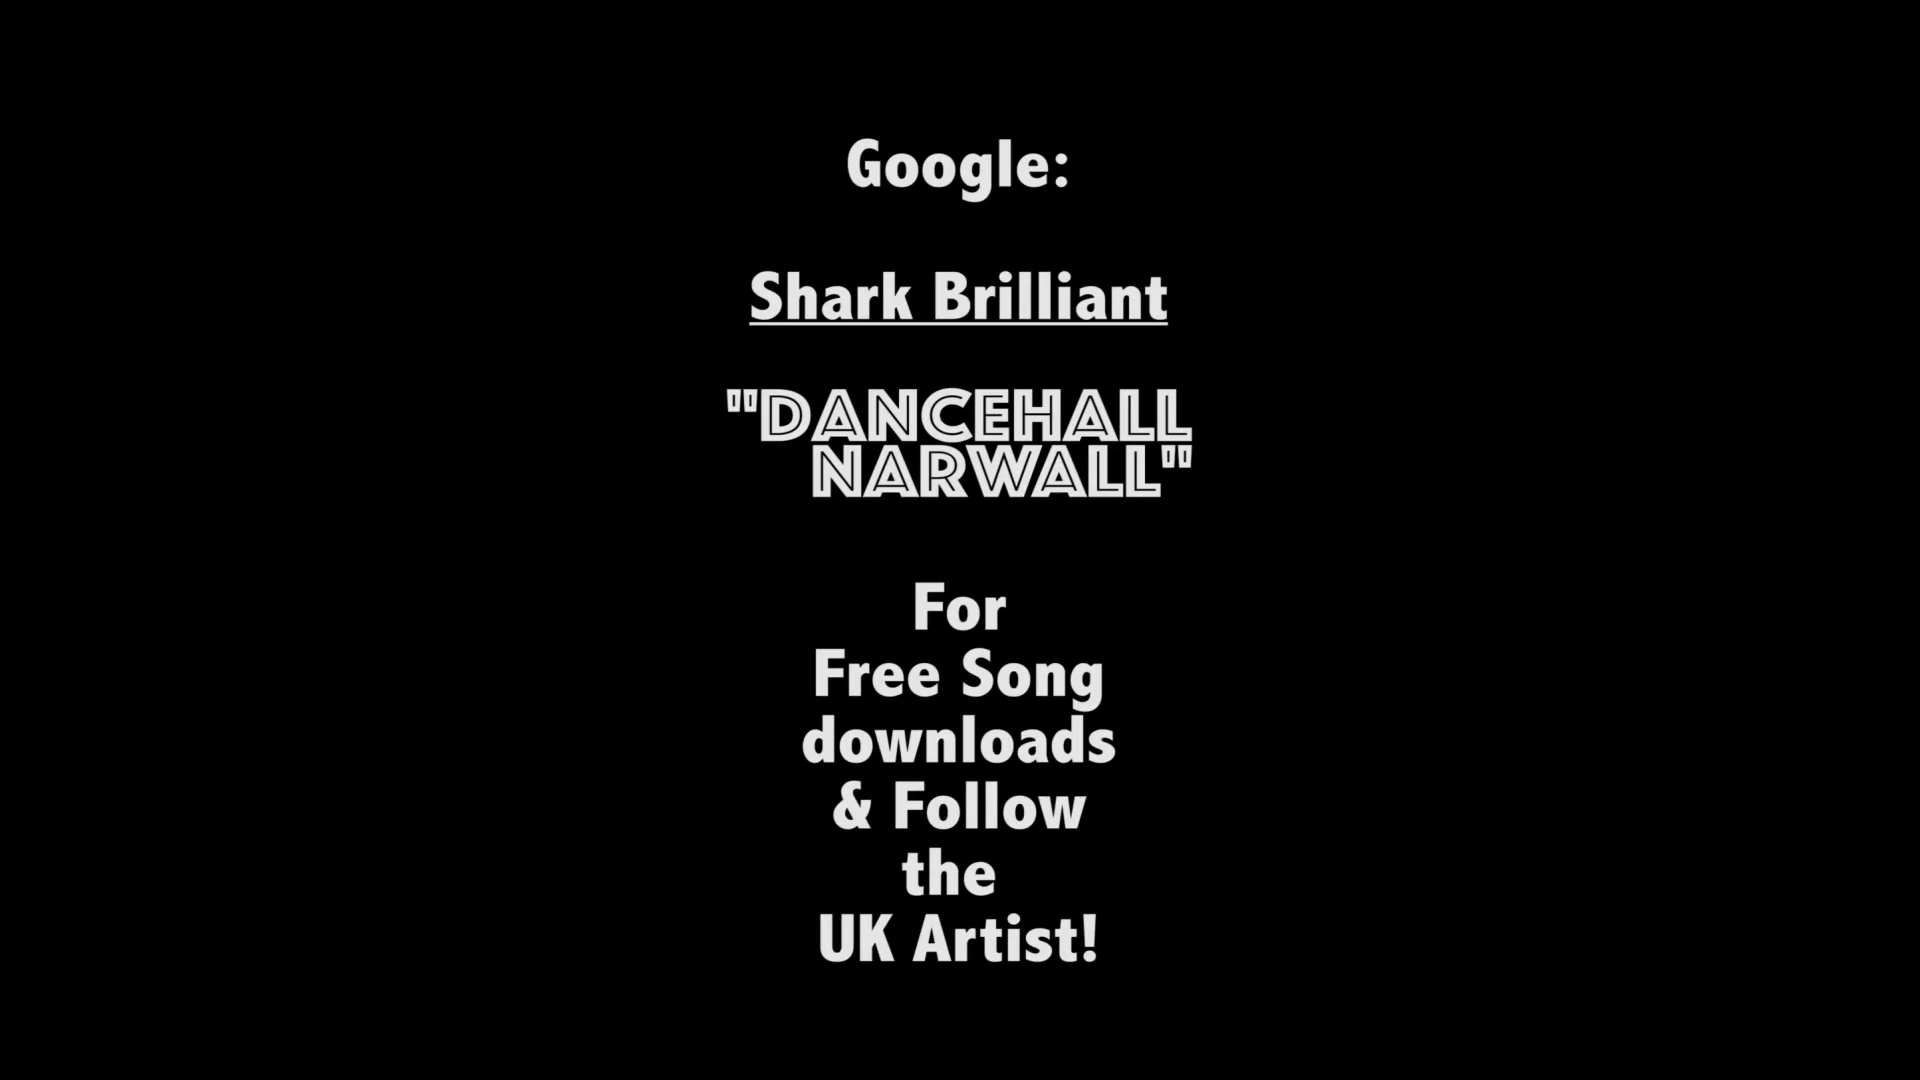 Google:
Shark Brilliant
"DANCEHALL
NARWALL"
For
Free Song
downloads
& Follow
the
UK Artist!